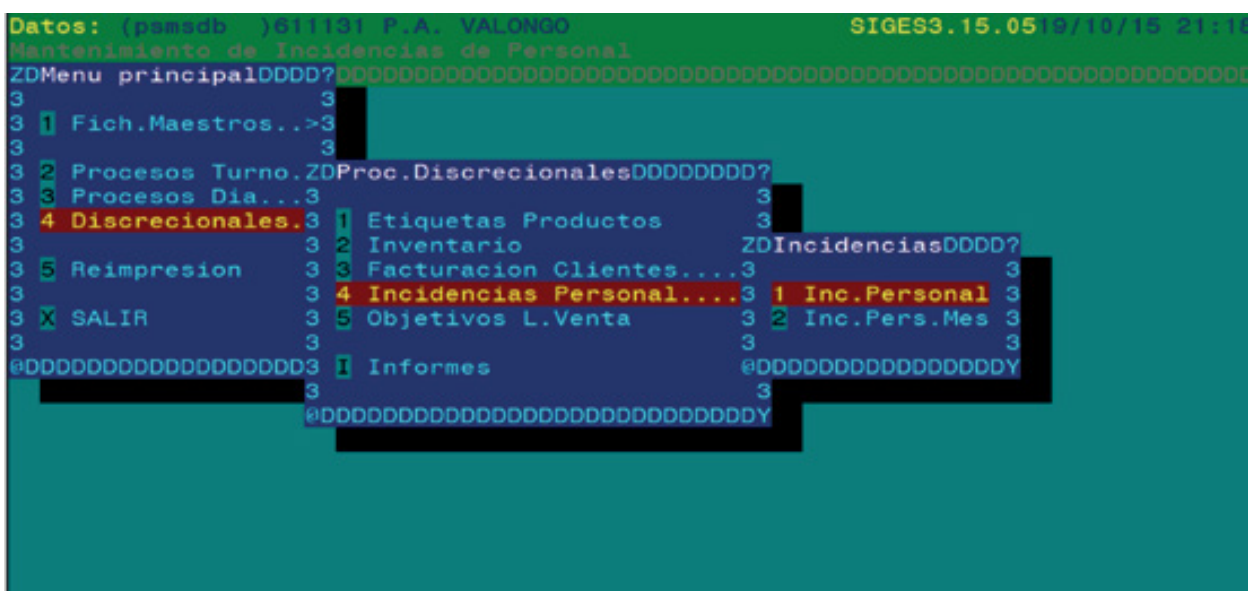 Datos: (psmsdb )611131 P.A. VALONGO SIGES3.15.0519/10/15 21:18
Mantenimiento de Incidencias de Personal
ZDMenu principalDDDD?DDDDDDDDDDDDDDDDDDDDDDDDDDDDDDDDDDDDDDDDDDDDDDDDDDDDDDDDDDD
3 3
3 1 Fich.Maestros..>3
3 3
3 2 Procesos Turno.ZDProc.DiscrecionalesDDDDDDDD?
3 3 Procesos Dia...3 3
3 4 Discrecionales.3 1 Etiquetas Productos 3
3 3 2 Inventario ZDIncidenciasDDDD?
3 5 Reimpresion 3 3 Facturacion Clientes....3 3
3 3 4 Incidencias Personal....3 1 Inc.Personal 3
3 X SALIR 3 5 Objetivos L.Venta 3 2 Inc.Pers.Mes 3
3 3 3 3
@DDDDDDDDDDDDDDDDDD3 I Informes @DDDDDDDDDDDDDDDDY
3 3
@DDDDDDDDDDDDDDDDDDDDDDDDDDDDY